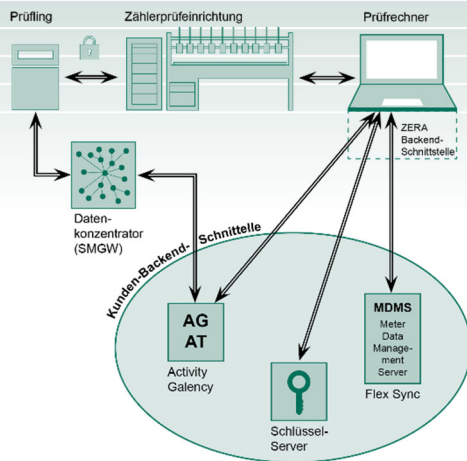 Prüfling
Zählerprüfeinrichtung
Prüfrechner
ZERA
Backend-
Schnittstelle
Daten-
konzentrator
(SMGW)
Kunden-Backend-Schnittelle
AG
AT
Activity
Galency
Schlüssel-
Server
MDMS
Meter
Data
Manage-
ment
Server
Flex Sync